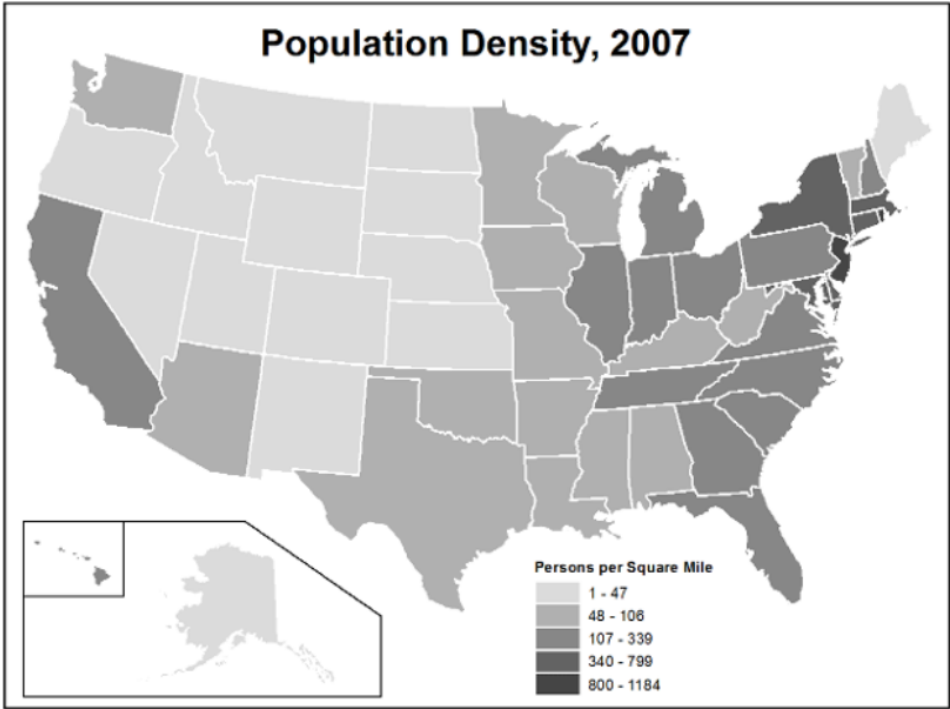 Population Density, 2007
Persons per Square Mile
1 - 47
48 - 106
107 - 339
340 - 799
800 - 1184